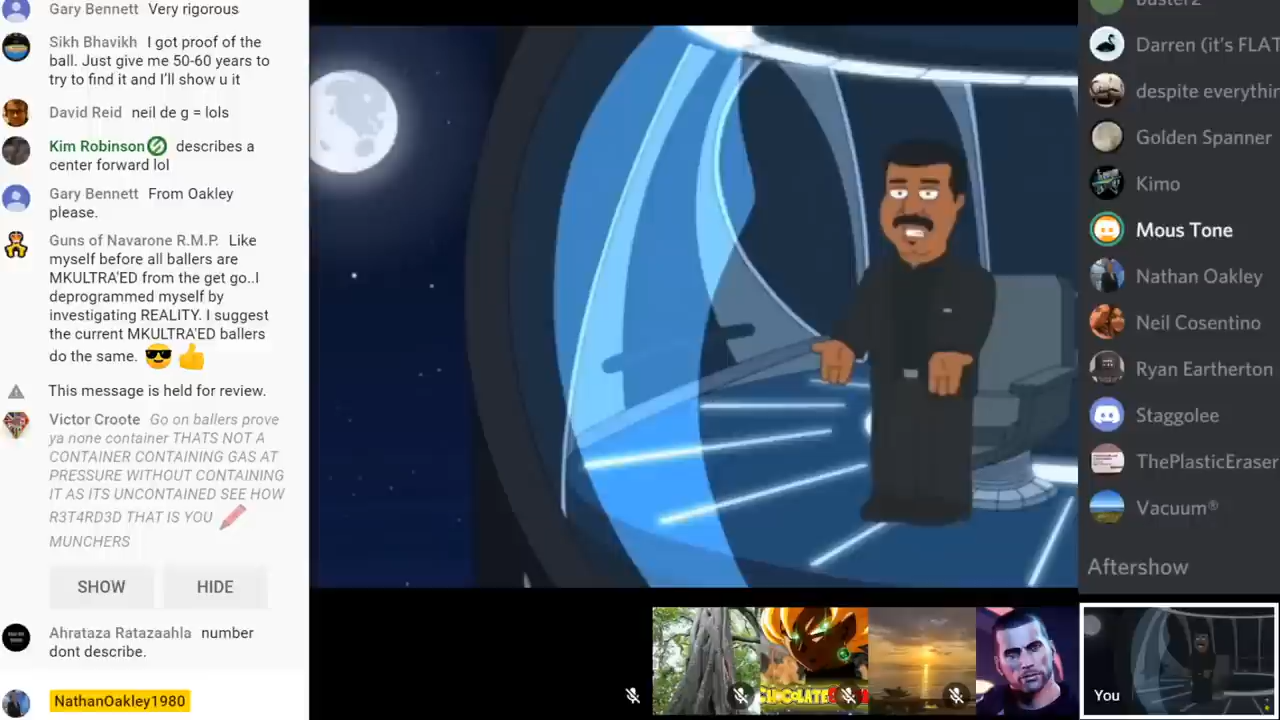 Gary Bennett Very rigorous
Sikh Bhavikh I got proof of the
ball. Just give me 50-60 years to
try to find it and I'll show u it
David Reid neil de g = lols
Kim Robinson describes a
center forward lol
Gary Bennett From Oakley
please.
Guns of Navarone R.M.P. Like
myself before all ballers are
MKULTRA'ED from the get go..I
deprogrammed myself by
investigating REALITY. I suggest
the current MKULTRA'ED ballers
do the same. 😎👍
This message is held for review.
Victor Croote Go on ballers prove
ya none container THATS NOT A
CONTAINER CONTAINING GAS AT
PRESSURE WITHOUT CONTAINING
IT AS ITS UNCONTAINED SEE HOW
R3T4RD3D THAT IS YOU
MUNCHERS
SHOW HIDE
Ahrataza Ratazaahla number
dont describe.
NathanOakley1980
Darren (it's FLAT
despite everythin
Golden Spanner
Kimo
Mous Tone
Nathan Oakley
Neil Cosentino
Ryan Eartherton
Staggolee
ThePlasticEraser
Vacuum®
Aftershow
You